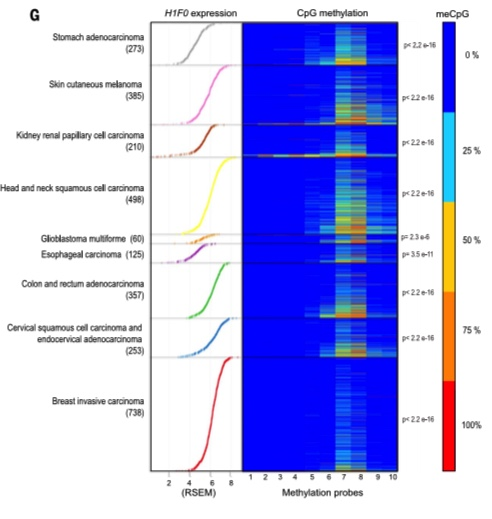 G
H1F0 expression
CpG methylation
meCpG
Stomach adenocarcinoma
(273)
p< 2.2 e-16
0 %
Skin cutaneous melanoma
(385)
p< 2.2 e-16
Kidney renal papillary cell carcinoma
(210)
p< 2.2 e-16
25 %
Head and neck squamous cell carcinoma
(498)
p< 2.2 e-16
Glioblastoma multiforme (60)
p= 2.3 e-6
50 %
Esophageal carcinoma (125)
p= 3.5 e-11
Colon and rectum adenocarcinoma
(357)
p< 2.2 e-16
75 %
Cervical squamous cell carcinoma and
endocervical adenocarcinoma
(253)
p< 2.2 e-16
Breast invasive carcinoma
(738)
p< 2.2 e-16
100%
2 4 6 8
1 2 3 4 5 6 7 8 9 10
(RSEM)
Methylation probes